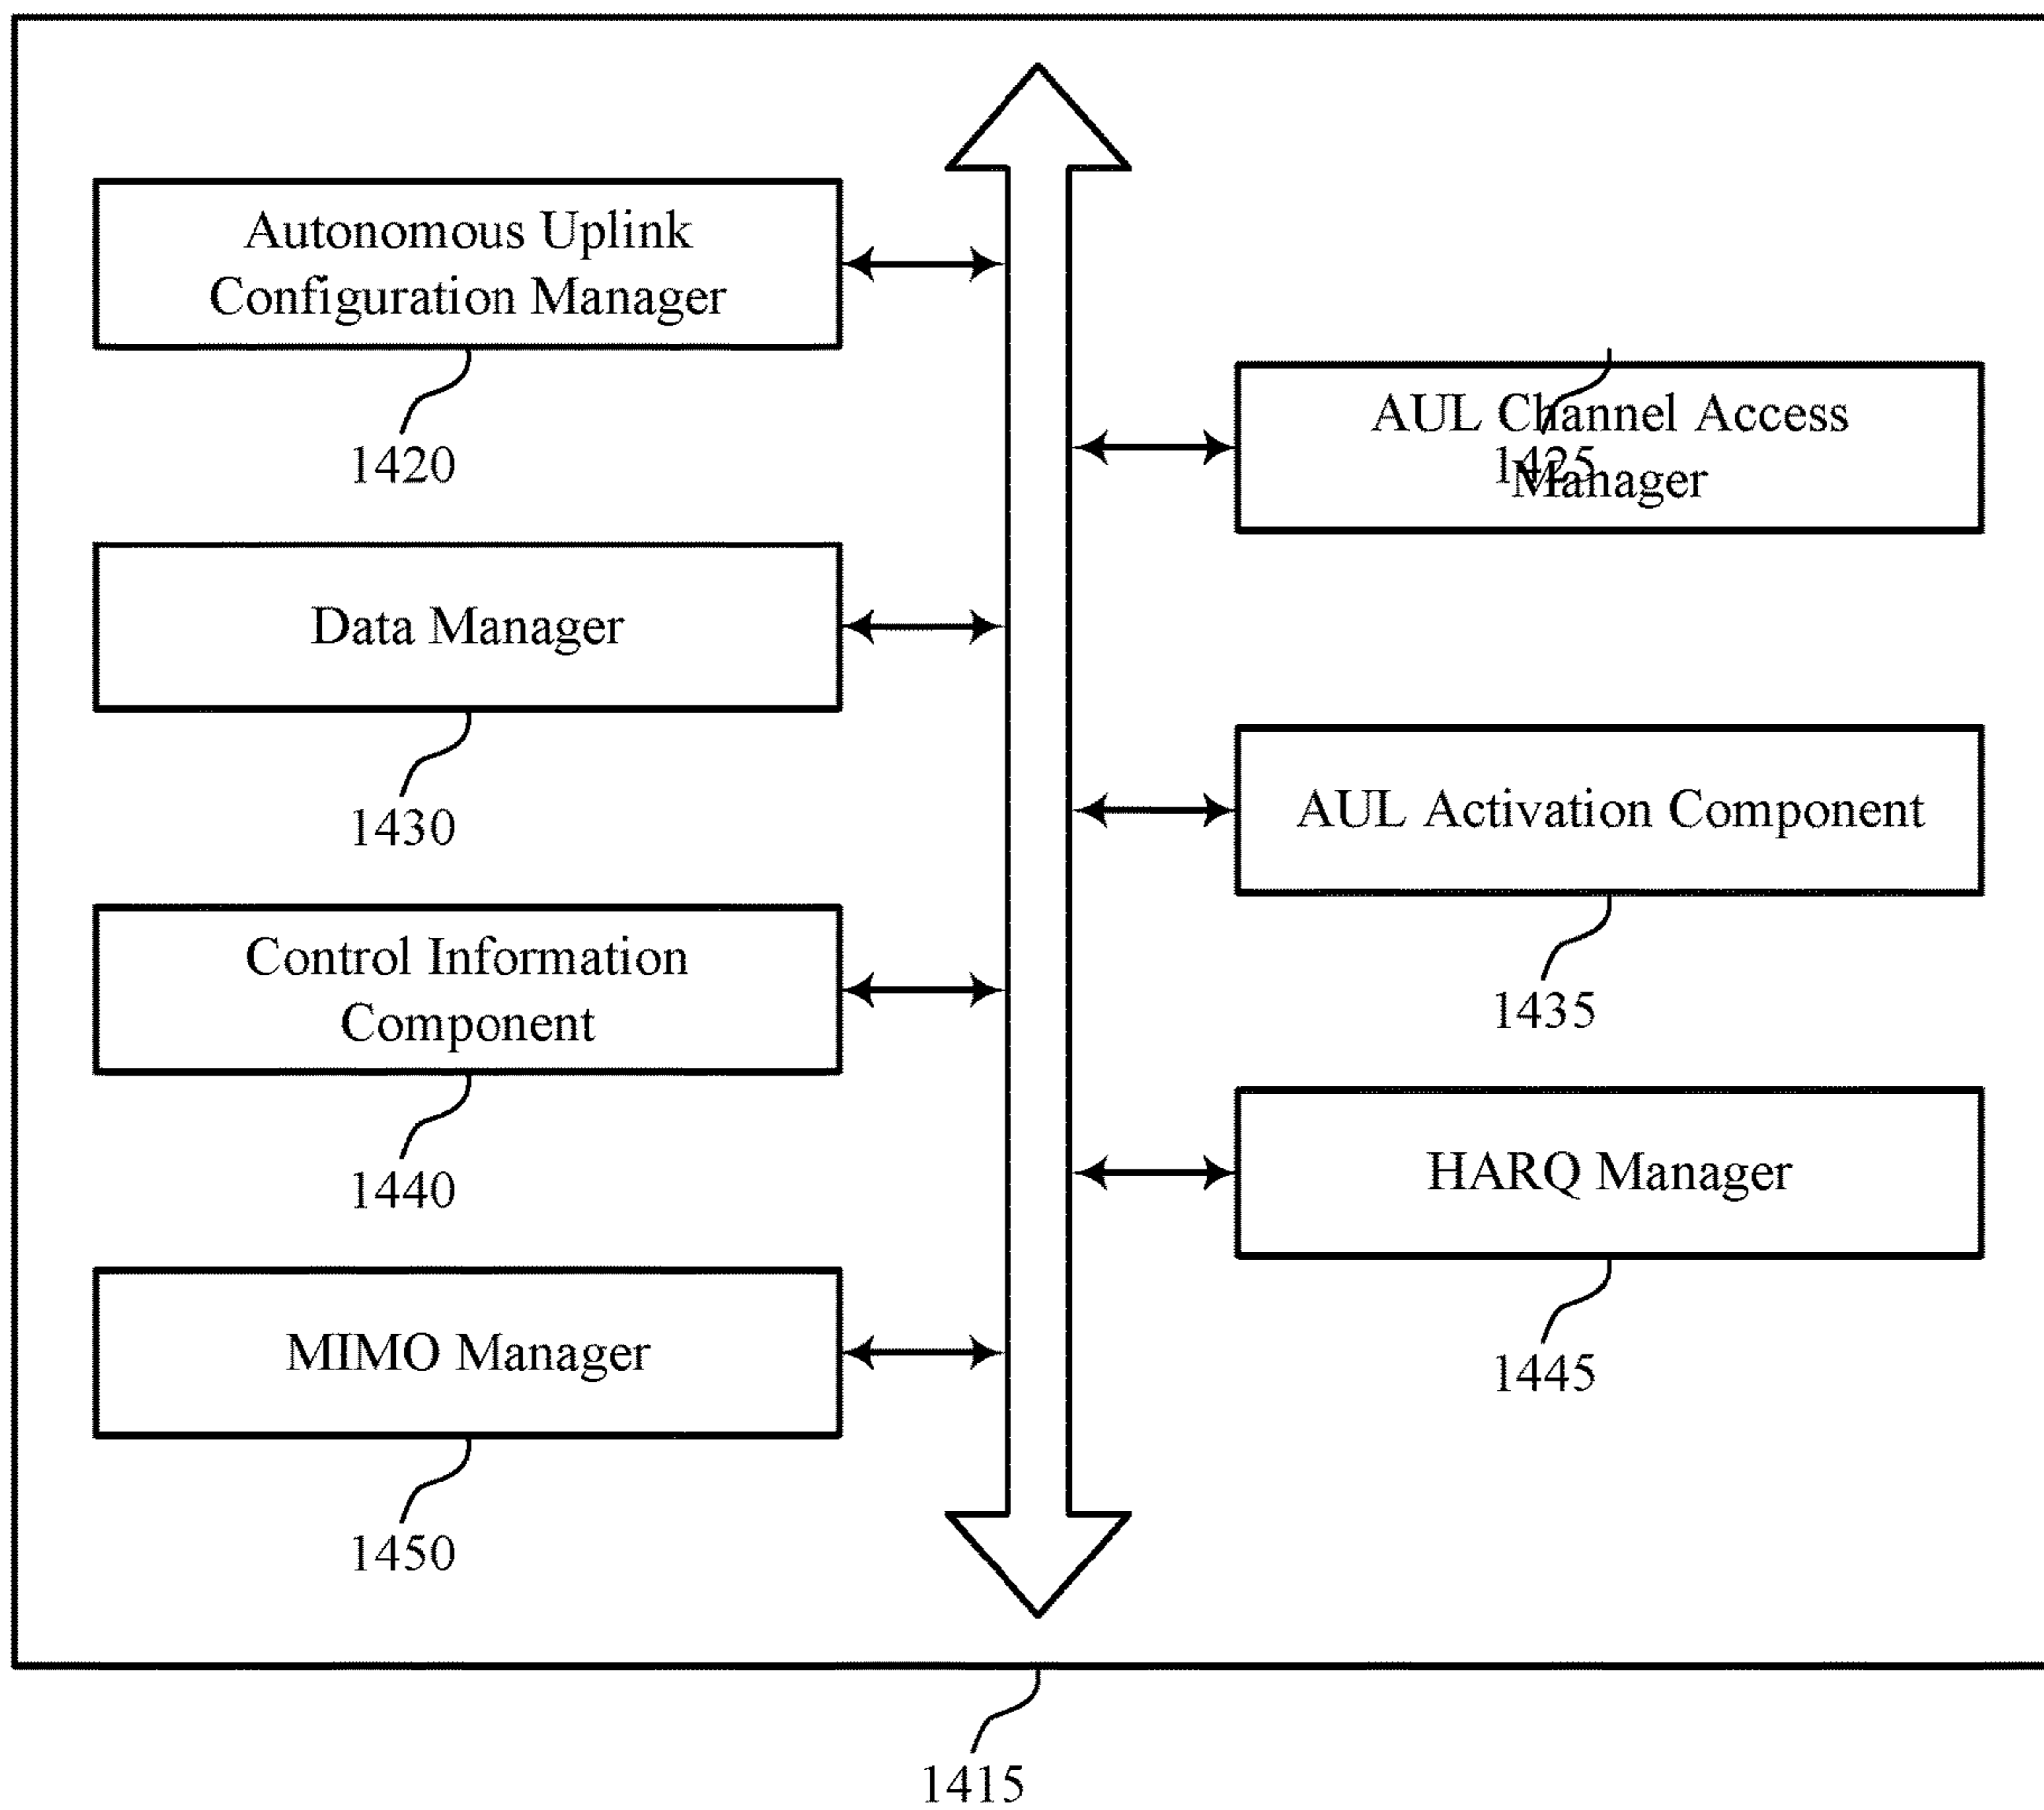 Autonomous Uplink
Configuration Manager
1420
AUL Channel Access
Manager
1425
Data Manager
1430
AUL Activation Component
1435
Control Information
Component
1440
HARQ Manager
1445
MIMO Manager
1450
1415